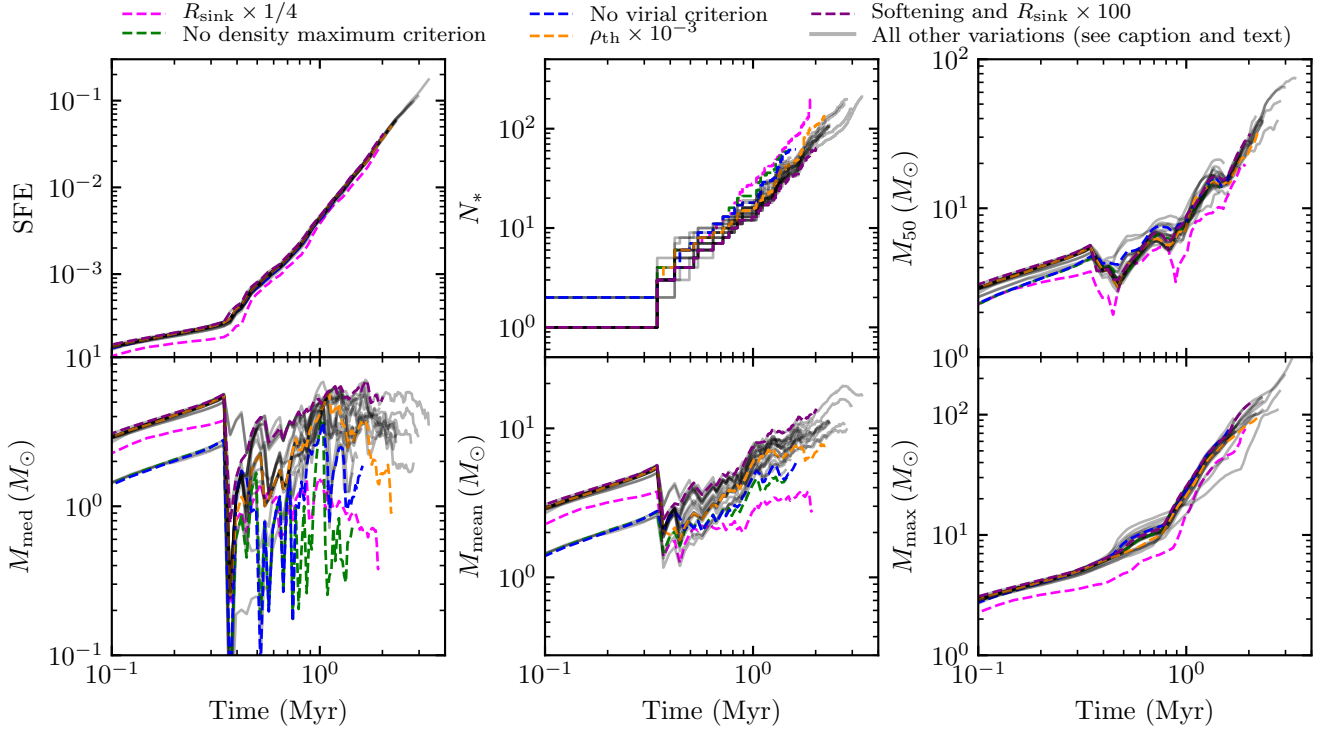 R_sink × 1/4
No virial criterion
Softening and R_sink × 100
No density maximum criterion
ρ_th × 10^−3
All other variations (see caption and text)
SFE
10^−1
10^−2
10^−3
N_*
10^2
10^1
10^0
M_50 (M_⊙)
10^2
10^1
10^0
M_med (M_⊙)
10^1
10^0
10^−1
10^−1
10^0
Time (Myr)
M_mean (M_⊙)
10^1
10^0
10^−1
10^0
Time (Myr)
M_max (M_⊙)
10^2
10^1
10^0
10^−1
10^0
Time (Myr)